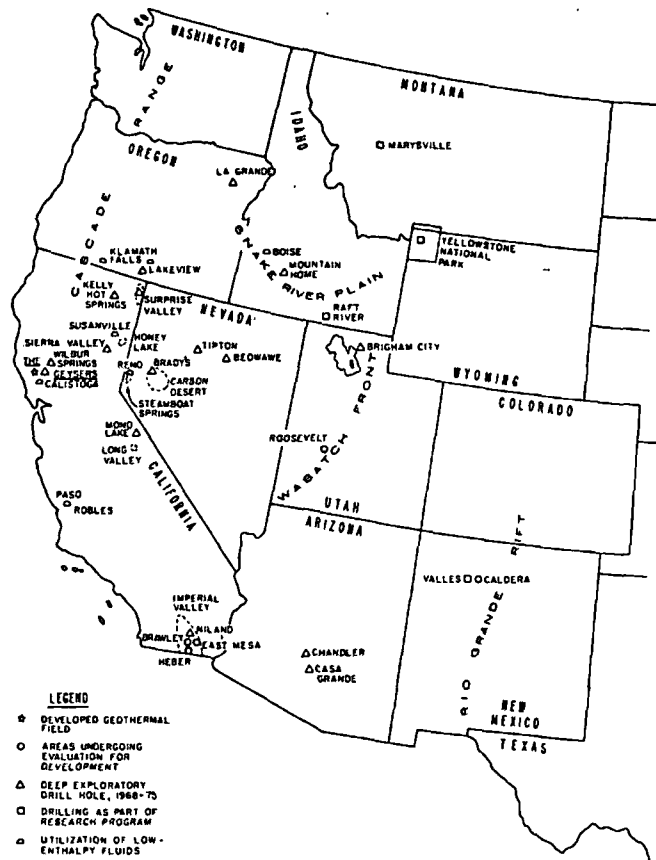 WASHINGTON
MONTANA
CASCADE RANGE
IDAHO
MARYSVILLE
OREGON
LA GRANDE
SNAKE RIVER PLAIN
YELLOWSTONE
NATIONAL
PARK
BOISE
KLAMATH
FALLS
LAKEVIEW
MOUNTAIN
HOME
KELLY
HOT
SPRINGS
SURPRISE
VALLEY
RAFT
RIVER
NEVADA
SUSANVILLE
HONEY
LAKE
SIERRA VALLEY
TIPTON
BEOWAWE
BRIGHAM CITY
WILBUR
SPRINGS
THE
GEYSERS
CALISTOGA
RENO
BRADYS
CARSON
DESERT
STEAMBOAT
SPRINGS
WYOMING
COLORADO
WASATCH FRONT
MONO
LAKE
LONG
VALLEY
ROOSEVELT
CALIFORNIA
PASO
ROBLES
UTAH
ARIZONA
RIO GRANDE RIFT
VALLES
CALDERA
IMPERIAL
VALLEY
NILAND
BRAWLEY
EAST MESA
HEBER
CHANDLER
CASA
GRANDE
NEW
MEXICO
TEXAS
LEGEND
DEVELOPED GEOTHERMAL
FIELD
AREAS UNDERGOING
EVALUATION FOR
DEVELOPMENT
DEEP EXPLORATORY
DRILL HOLE, 1968-75
DRILLING AS PART OF
RESEARCH PROGRAM
UTILIZATION OF LOW-
ENTHALPY FLUIDS